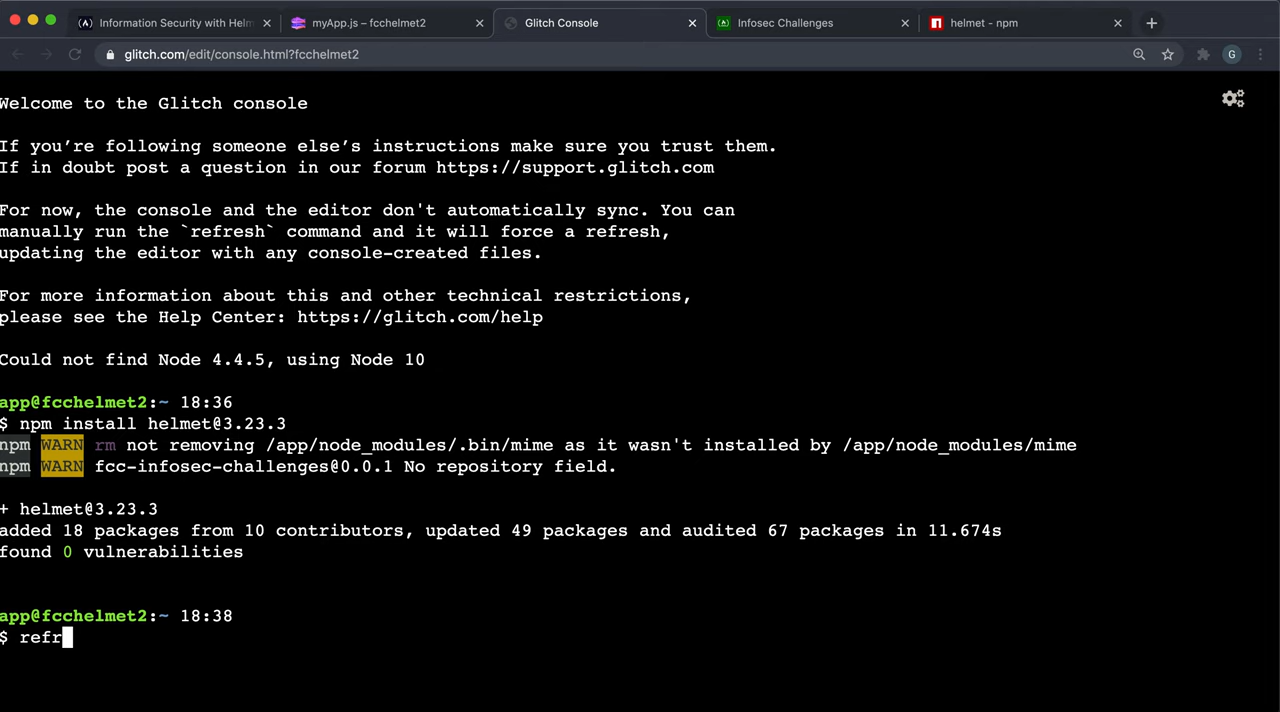 Information Security with Helm
myApp.js – fcchelmet2
Glitch Console
Infosec Challenges
helmet - npm
glitch.com/edit/console.html?fcchelmet2
G
Welcome to the Glitch console
If you’re following someone else’s instructions make sure you trust them.
If in doubt post a question in our forum https://support.glitch.com
For now, the console and the editor don't automatically sync. You can
manually run the `refresh` command and it will force a refresh,
updating the editor with any console-created files.
For more information about this and other technical restrictions,
please see the Help Center: https://glitch.com/help
Could not find Node 4.4.5, using Node 10
app@fcchelmet2:~ 18:36
$ npm install helmet@3.23.3
npm WARN rm not removing /app/node_modules/.bin/mime as it wasn't installed by /app/node_modules/mime
npm WARN fcc-infosec-challenges@0.0.1 No repository field.
+ helmet@3.23.3
added 18 packages from 10 contributors, updated 49 packages and audited 67 packages in 11.674s
found 0 vulnerabilities
app@fcchelmet2:~ 18:38
$ refr